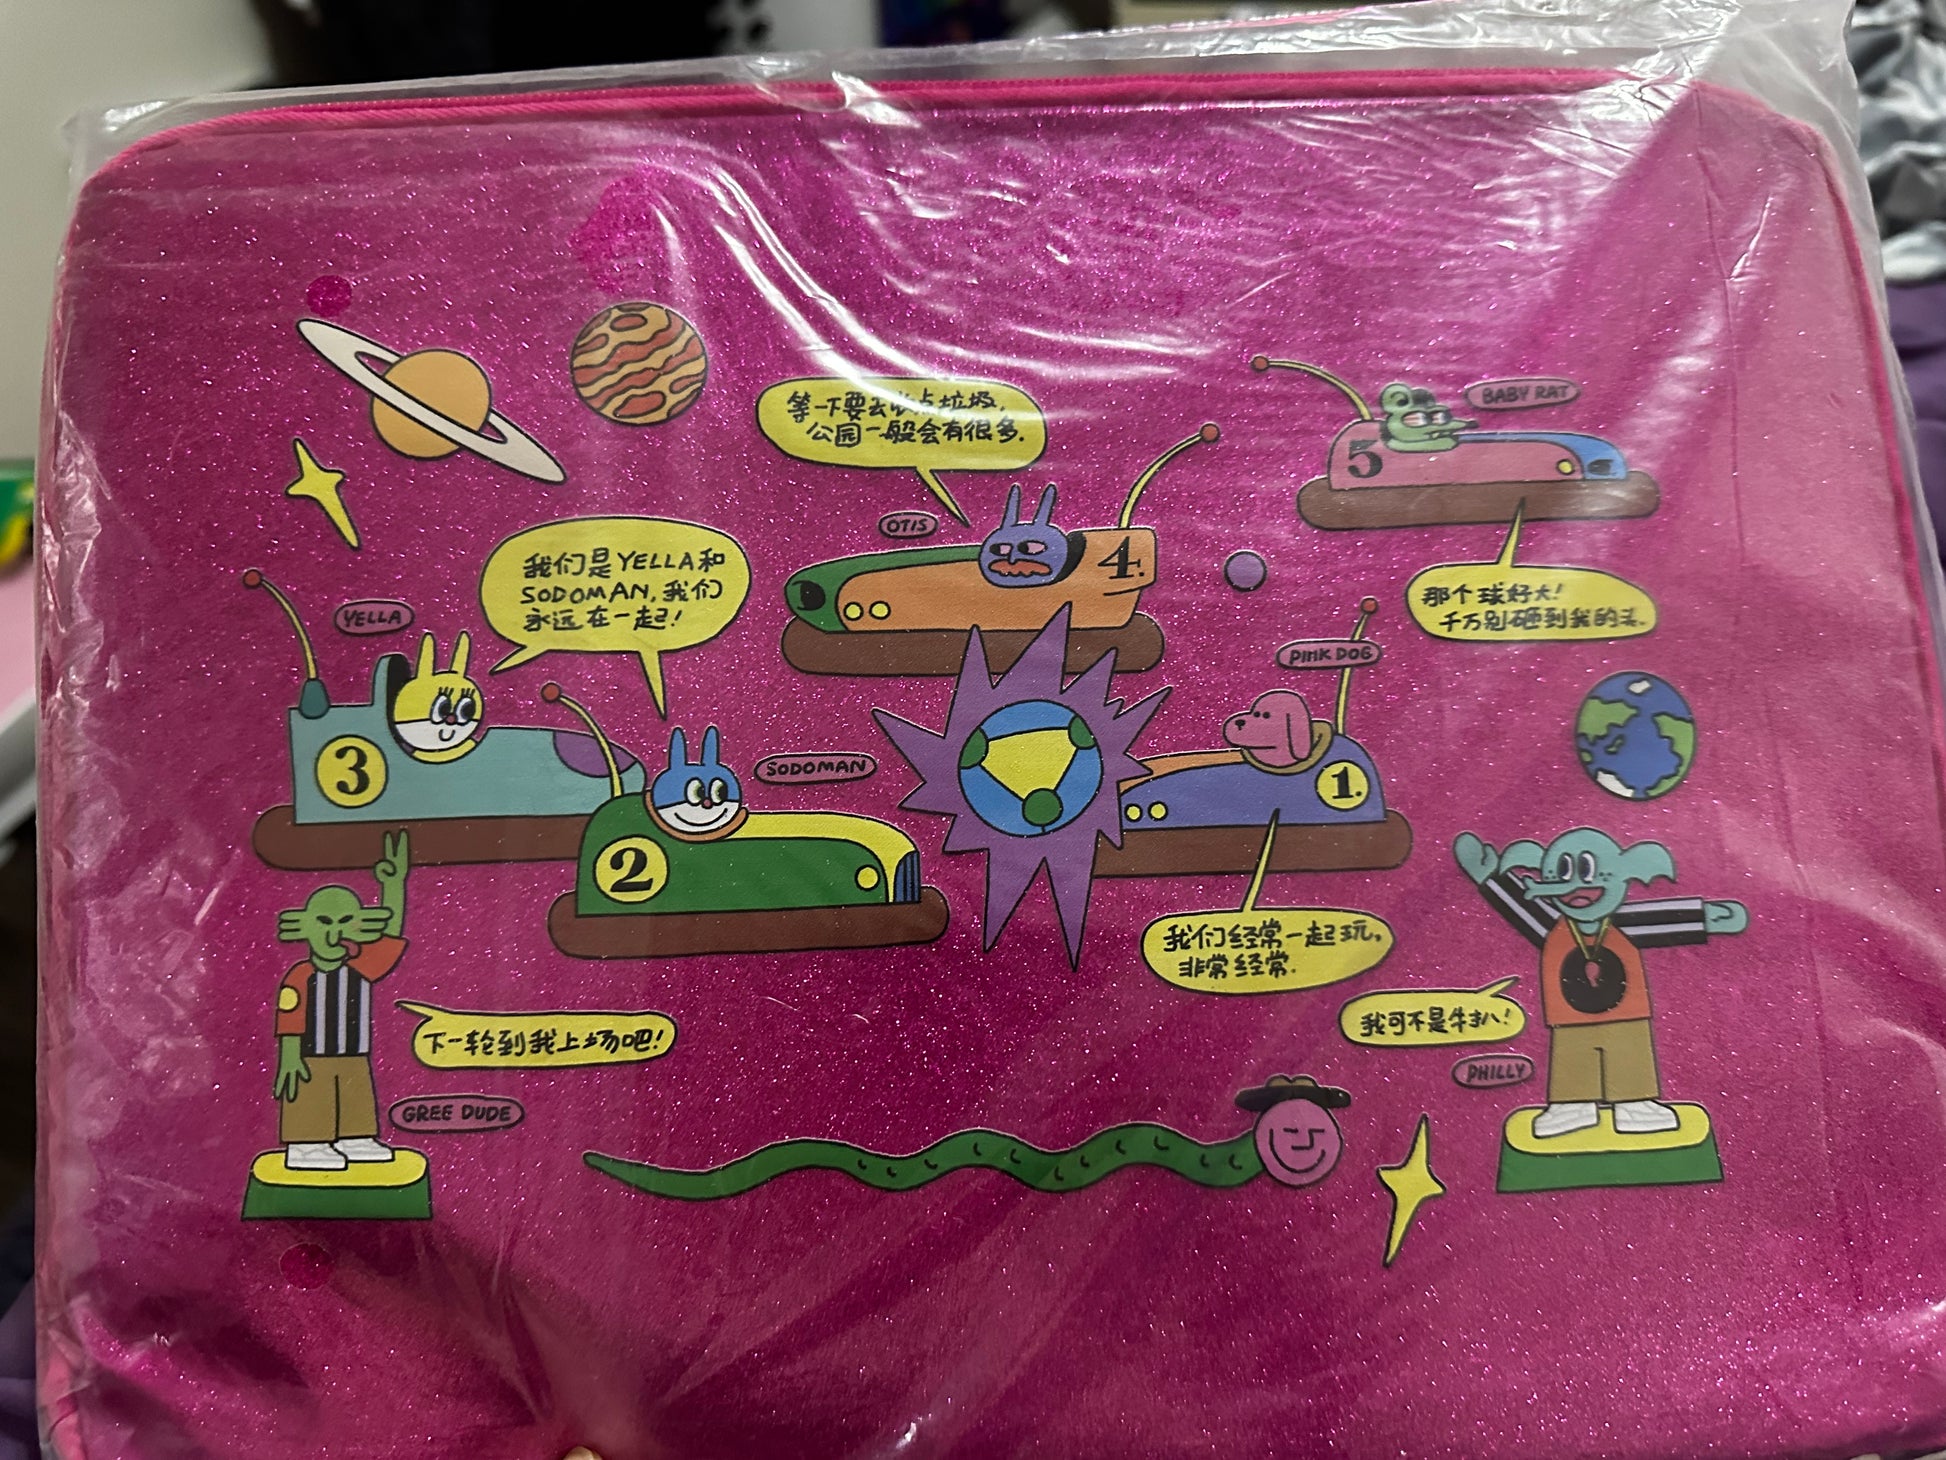 等一下要去收点垃圾,
公园一般会有很多.
BABY RAT
5
OTIS
4.
我们是YELLA和
SODOMAN,我们
永远在一起!
YELLA
那个球好大!
千万别砸到我的头.
PINK DOG
3
SODOMAN
1.
2
我们经常一起玩,
非常经常.
下一轮到我上场吧!
我可不是牛扒!
PHILLY
GREE DUDE